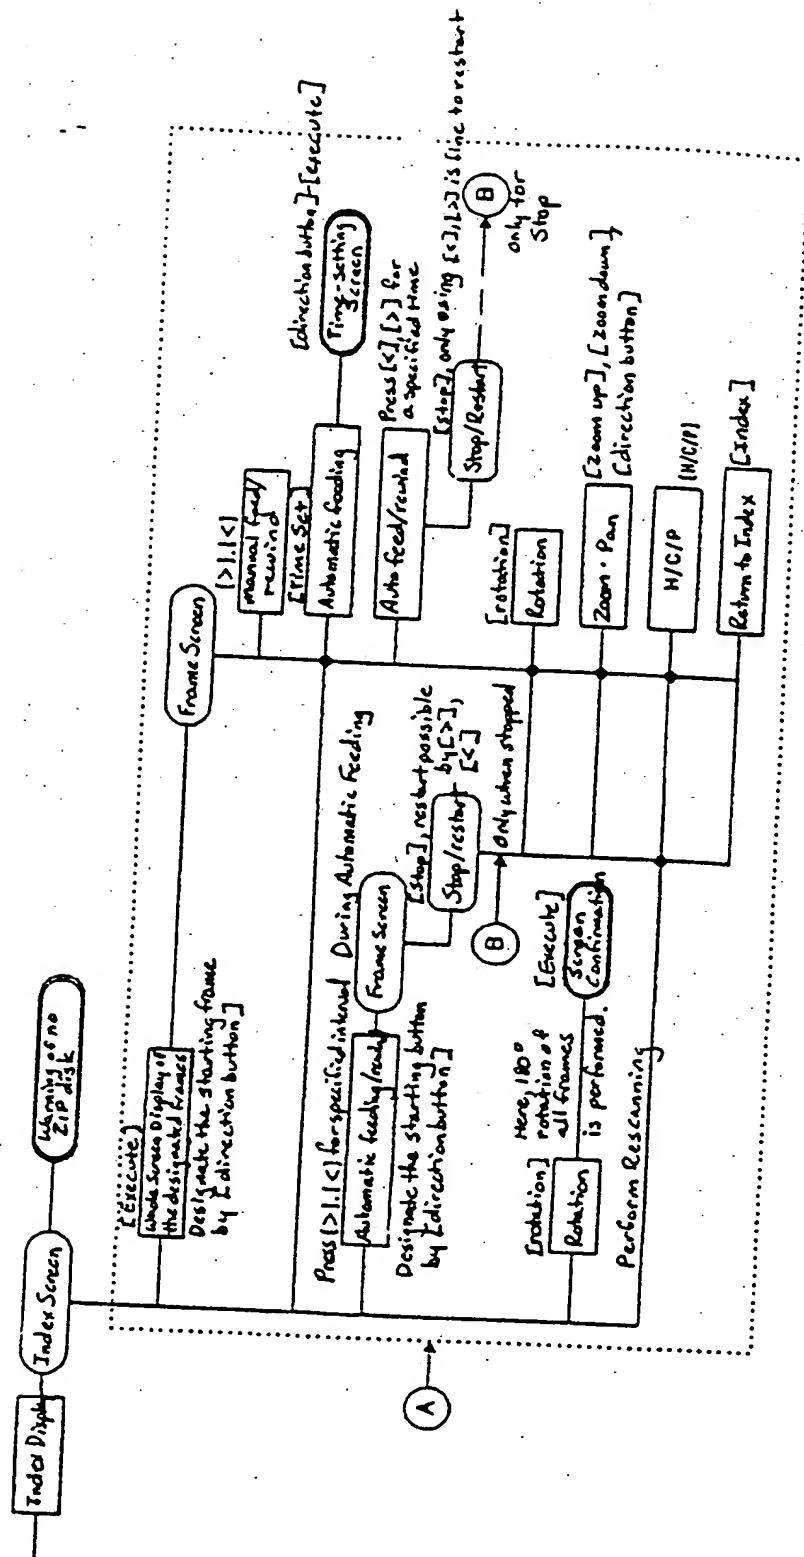 Index Display
Index Screen
Warning of no
ZIP disk
[Execute]
Whole Screen Display of
the designated frames
Designate the starting frame
by [direction button]
Frame Screen
[>].[<]
manual feed/
rewind
[Time Set]
Automatic feeding
[direction button]-[execute]
Time-setting
Screen
Auto feed/rewind
Press [<],[>] for
a specified time
[stop], only using [<],[>] is fine to restart
Stop/Restart
B
only for
Stop
[rotation]
Rotation
Zoom • Pan
[zoom up], [zoom down],
[direction button]
H/C/P
[H/C/P]
Return to Index
[Index]
Press [>].[<] for specified interval
Automatic feeding/
Designate the starting button
by [direction button]
During Automatic Feeding
Frame Screen
[Stop], restart possible
by [>],
[<]
Stop/restart
B
Only when stopped
[rotation]
Rotation
Here, 180°
rotation of
all frames
is performed.
[Execute]
Screen
Confirmation
Perform Rescanning
A